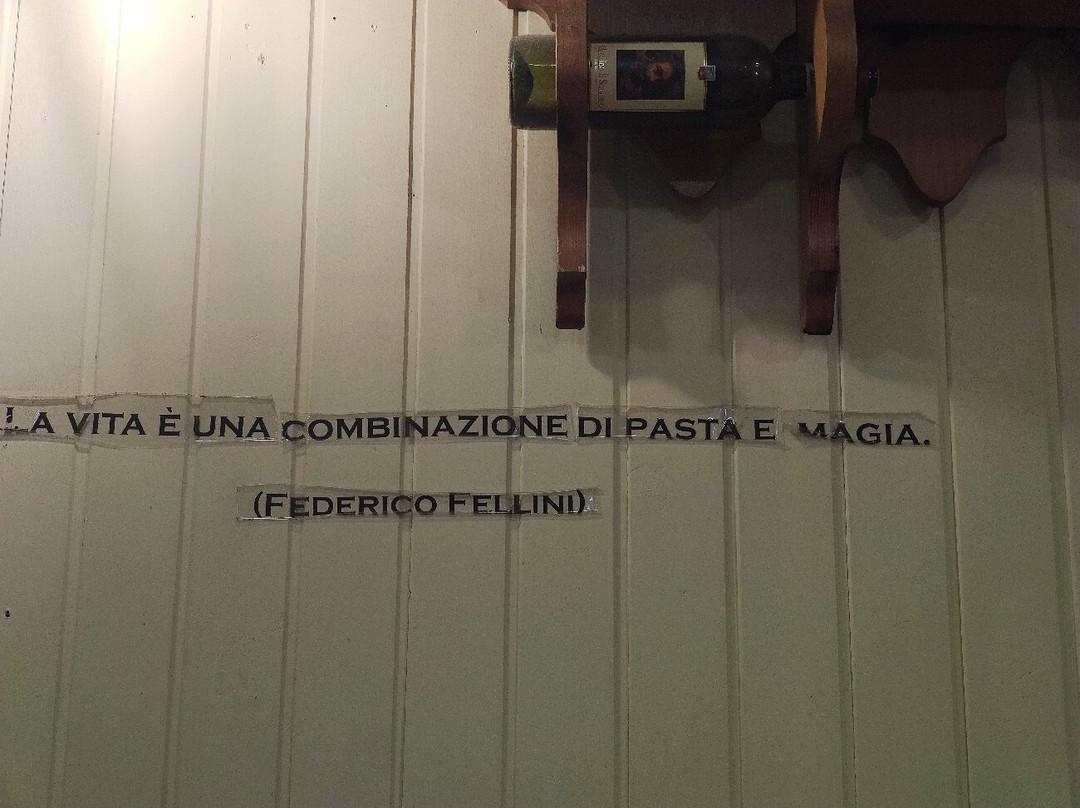 LA VITA È UNA COMBINAZIONE DI PASTA E MAGIA.
(FEDERICO FELLINI)